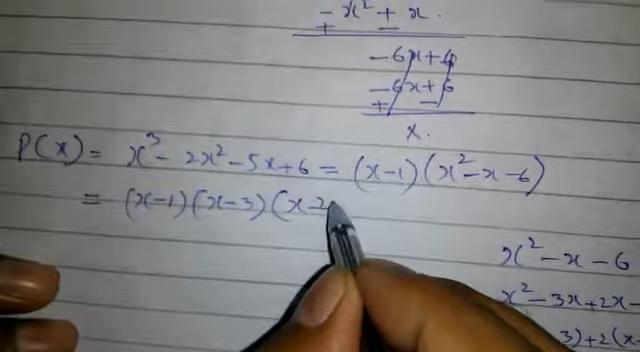 - x² + x.
+ -
- 6x + 6
- 6x + 6
+ -
x.
P(x) = x³ - 2x² - 5x + 6 = (x-1)(x² - x - 6)
= (x-1)(x-3)(x-2
x² - x - 6
x² - 3x + 2x -
3) + 2(x